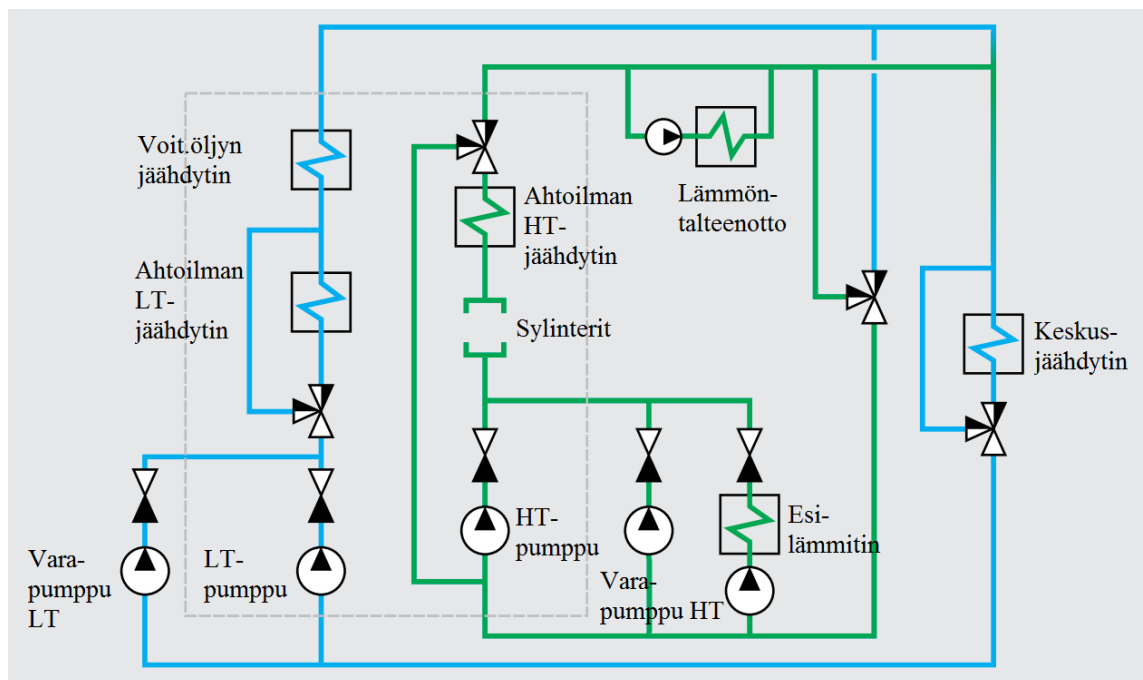 Voit.öljyn
jäähdytin
Ahtoilman
LT-
jäähdytin
Ahtoilman
HT-
jäähdytin
Lämmön-
talteenotto
Sylinterit
Keskus-
jäähdytin
Vara-
pumppu
LT
LT-
pumppu
HT-
pumppu
Vara-
pumppu HT
Esi-
lämmitin